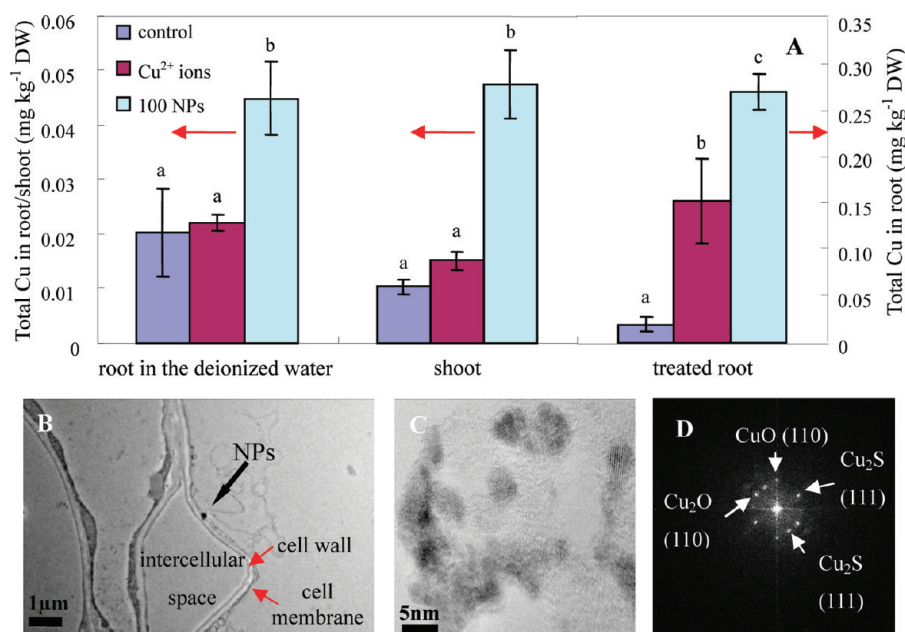 A
control
Cu²⁺ ions
100 NPs
Total Cu in root/shoot (mg kg⁻¹ DW)
0.06
0.05
0.04
0.03
0.02
0.01
0
a
a
b
a
a
b
a
b
c
0.35
0.30
0.25
0.20
0.15
0.10
0.05
0.00
Total Cu in root (mg kg⁻¹ DW)
root in the deionized water
shoot
treated root
B
NPs
intercellular
space
cell wall
cell
membrane
1μm
C
5nm
D
CuO (110)
Cu₂S
(111)
Cu₂O
(110)
Cu₂S
(111)